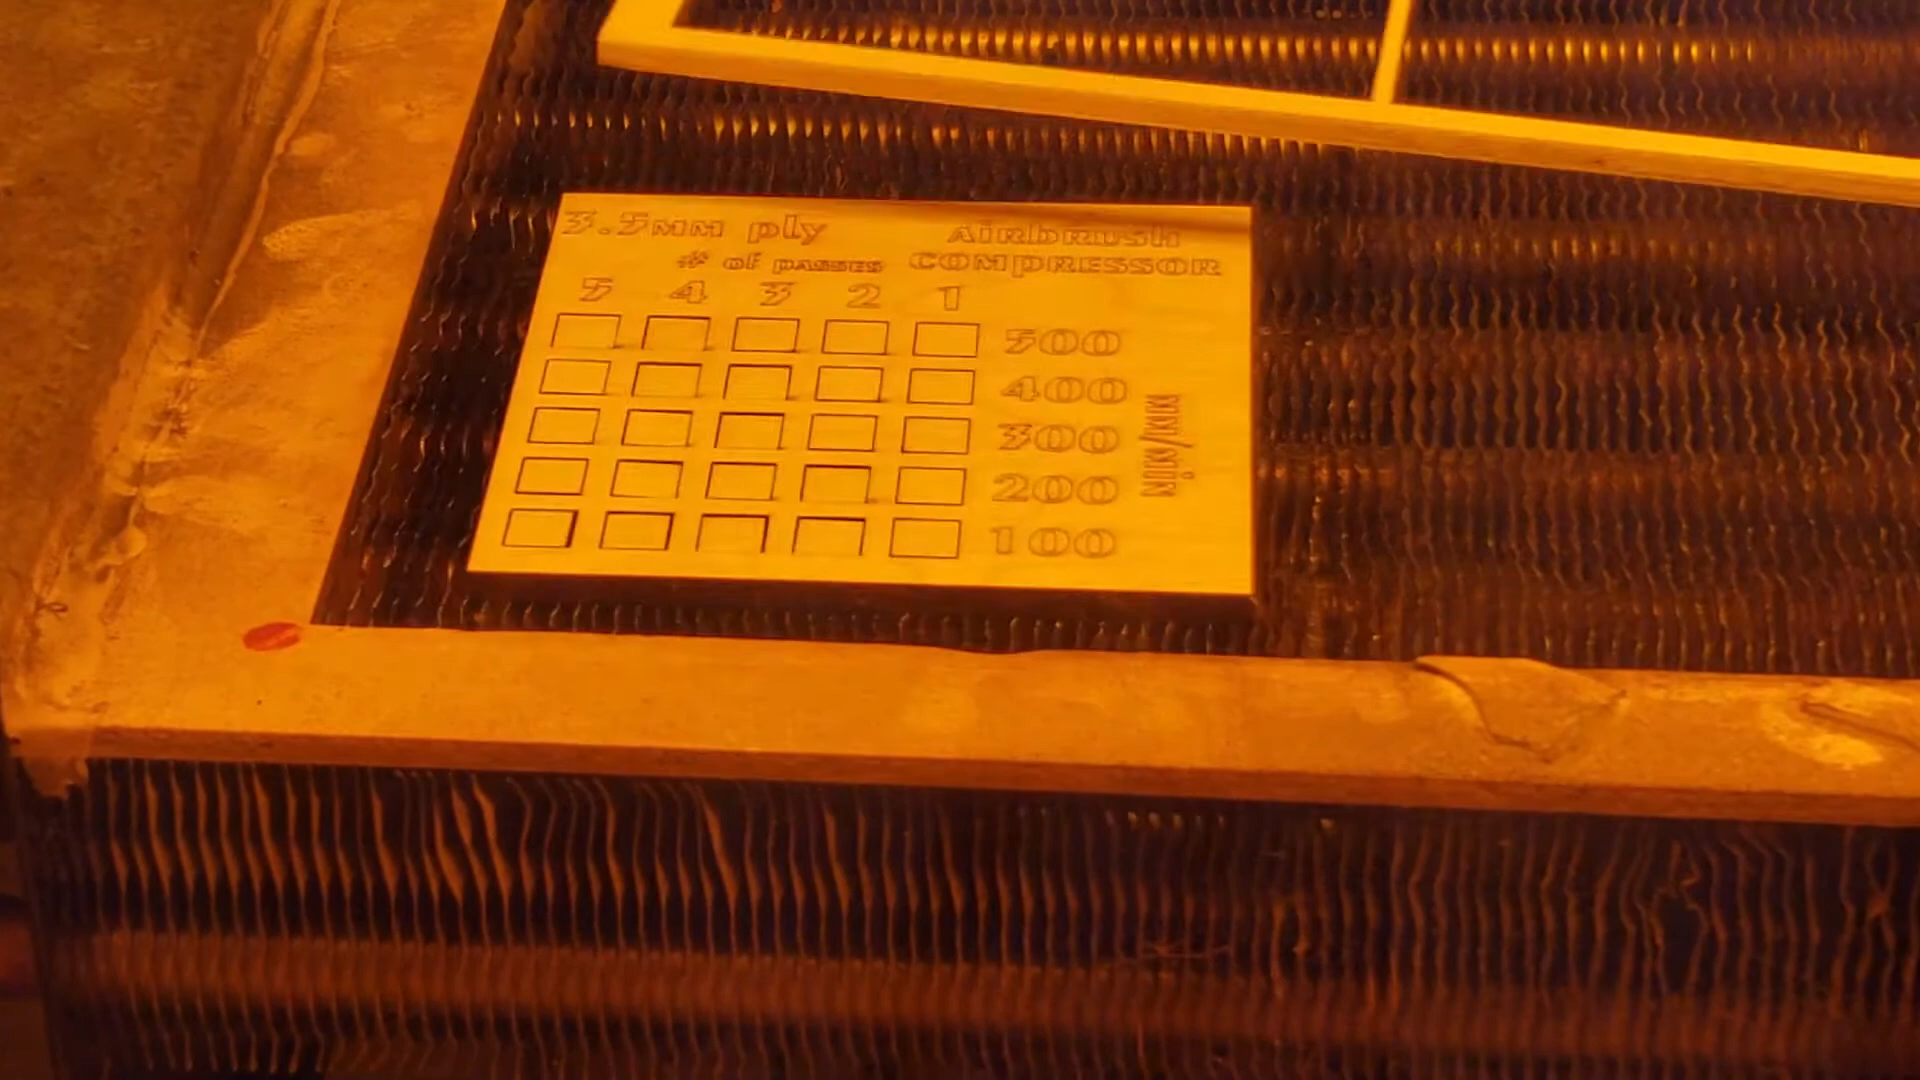 3.5mm ply
Airbrush
# of passes
compressor
5 4 3 2 1
500
400
300
200
100
mm/min